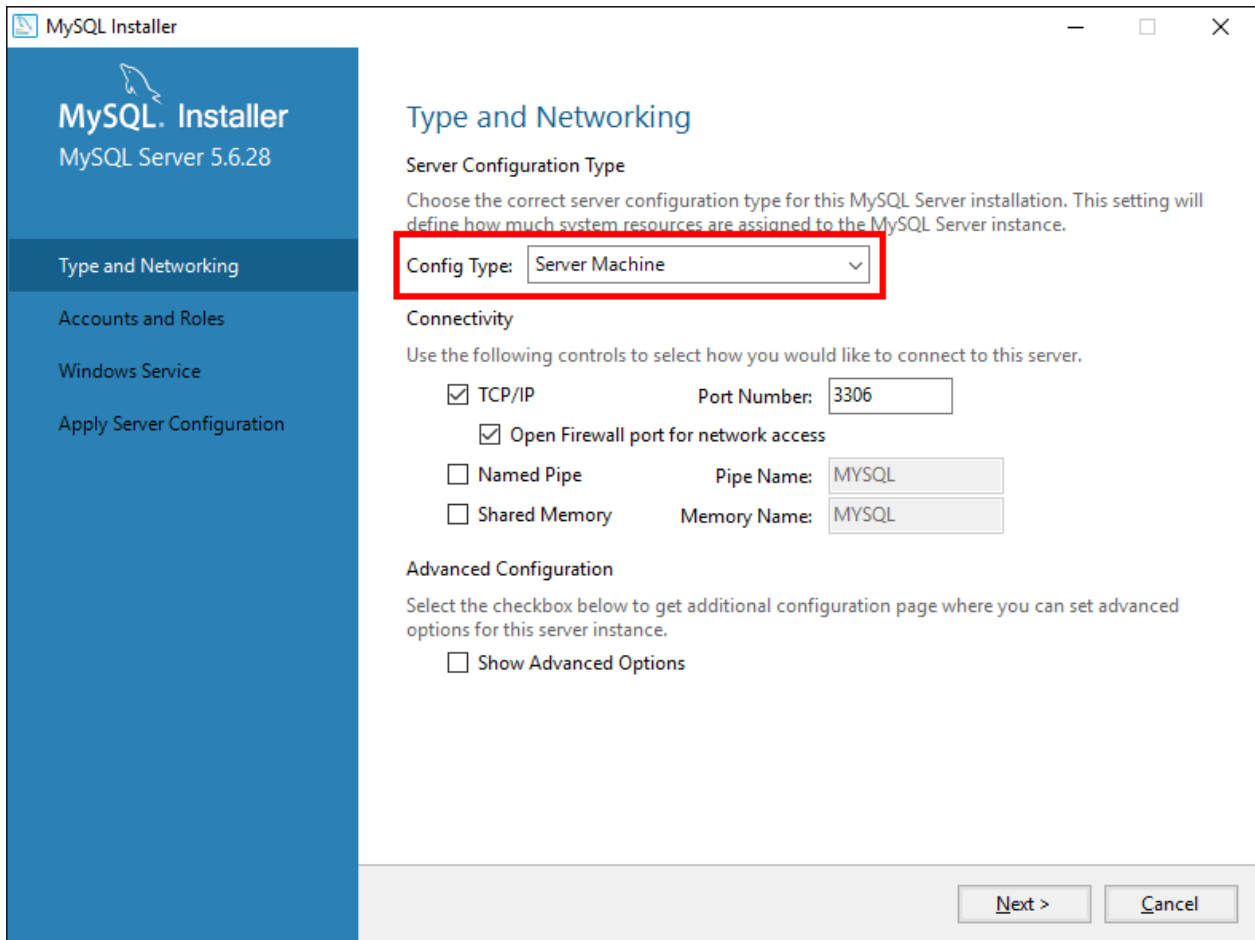 MySQL Installer
MySQL. Installer
MySQL Server 5.6.28
Type and Networking
Accounts and Roles
Windows Service
Apply Server Configuration
Type and Networking
Server Configuration Type
Choose the correct server configuration type for this MySQL Server installation. This setting will
define how much system resources are assigned to the MySQL Server instance.
Config Type: Server Machine
Connectivity
Use the following controls to select how you would like to connect to this server.
TCP/IP Port Number: 3306
Open Firewall port for network access
Named Pipe Pipe Name: MYSQL
Shared Memory Memory Name: MYSQL
Advanced Configuration
Select the checkbox below to get additional configuration page where you can set advanced
options for this server instance.
Show Advanced Options
Next > Cancel